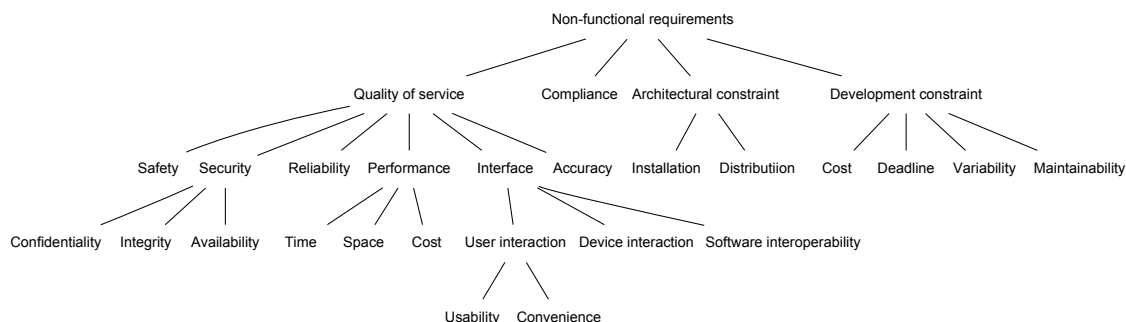 Non-functional requirements
Quality of service Compliance Architectural constraint Development constraint
Safety Security Reliability Performance Interface Accuracy Installation Distributiion Cost Deadline Variability Maintainability
Confidentiality Integrity Availability Time Space Cost User interaction Device interaction Software interoperability
Usability Convenience